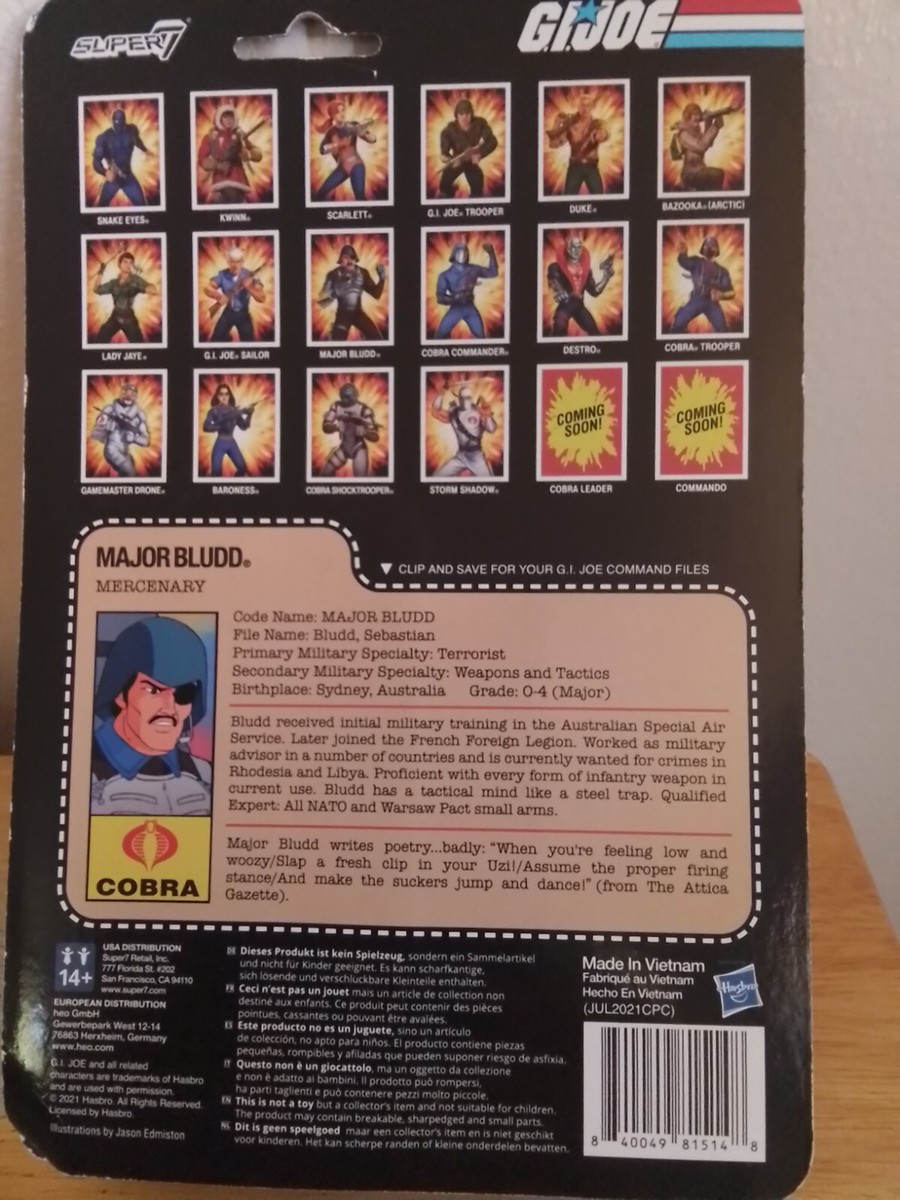 SUPER7
G.I. JOE
SNAKE EYES®
KWINN®
SCARLETT®
G.I. JOE® TROOPER
DUKE®
BAZOOKA® (ARCTIC)
LADY JAYE®
G.I. JOE® SAILOR
MAJOR BLUDD®
COBRA COMMANDER®
DESTRO®
COBRA® TROOPER
COMING SOON!
COMING SOON!
GAMEMASTER DRONE®
BARONESS®
COBRA SHOCKTROOPER®
STORM SHADOW®
COBRA LEADER
COMMANDO
MAJOR BLUDD®
MERCENARY
▼ CLIP AND SAVE FOR YOUR G.I. JOE COMMAND FILES
Code Name: MAJOR BLUDD
File Name: Bludd, Sebastian
Primary Military Specialty: Terrorist
Secondary Military Specialty: Weapons and Tactics
Birthplace: Sydney, Australia Grade: O-4 (Major)
Bludd received initial military training in the Australian Special Air
Service. Later joined the French Foreign Legion. Worked as military
advisor in a number of countries and is currently wanted for crimes in
Rhodesia and Libya. Proficient with every form of infantry weapon in
current use. Bludd has a tactical mind like a steel trap. Qualified
Expert: All NATO and Warsaw Pact small arms.
Major Bludd writes poetry...badly: "When you're feeling low and
woozy/Slap a fresh clip in your Uzi!/Assume the proper firing
stance/And make the suckers jump and dance!" (from The Attica
Gazette).
COBRA
14+
USA DISTRIBUTION
Super7 Retail, Inc.
777 Florida St. #202
San Francisco, CA 94110
www.super7.com
EUROPEAN DISTRIBUTION
heo GmbH
Gewerbepark West 12-14
76863 Herxheim, Germany
www.heo.com
G.I. JOE and all related
characters are trademarks of Hasbro
and are used with permission.
© 2021 Hasbro. All Rights Reserved.
Licensed by Hasbro.
Illustrations by Jason Edmiston
DE Dieses Produkt ist kein Spielzeug, sondern ein Sammelartikel
und nicht für Kinder geeignet. Es kann scharfkantige,
sich lösende und verschluckbare Kleinteile enthalten.
FR Ceci n'est pas un jouet mais un article de collection non
destiné aux enfants. Ce produit peut contenir des pièces
pointues, cassantes ou pouvant être avalées.
ES Este producto no es un juguete, sino un artículo
de colección, no apto para niños. El producto contiene piezas
pequeñas, rompibles y afiladas que pueden suponer riesgo de asfixia.
IT Questo non è un giocattolo, ma un oggetto da collezione
e non è adatto ai bambini. Il prodotto può rompersi,
ha parti taglienti e può contenere pezzi molto piccole.
EN This is not a toy but a collector's item and not suitable for children.
The product may contain breakable, sharpedged and small parts.
NL Dit is geen speelgoed maar een collector's item en is niet geschikt
voor kinderen. Het kan scherpe randen of kleine onderdelen bevatten.
Made In Vietnam
Fabriqué au Vietnam
Hecho En Vietnam
(JUL2021CPC)
Hasbro
8 40049 81514 8